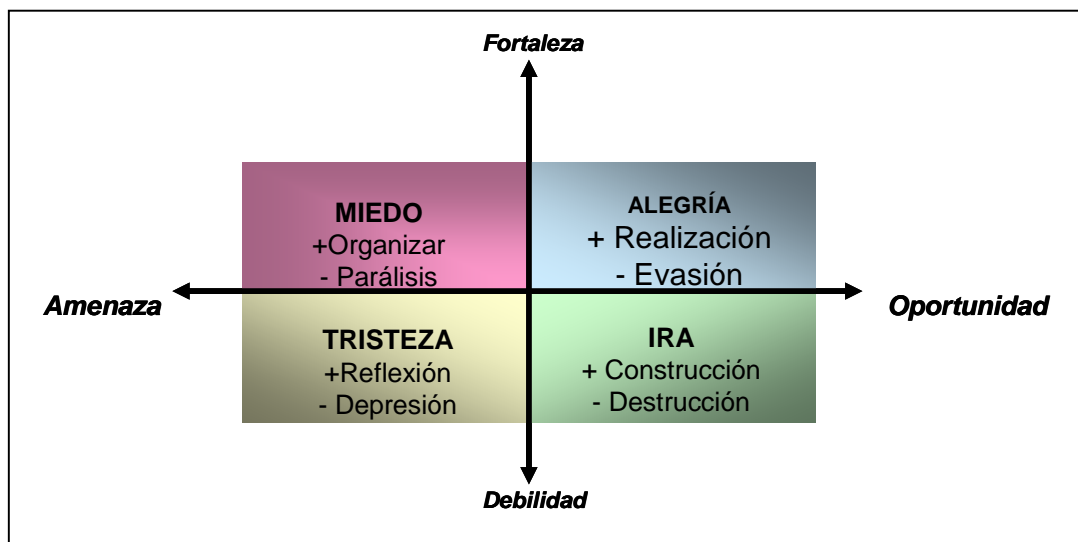 Fortaleza
MIEDO
+Organizar
- Parálisis
ALEGRÍA
+ Realización
- Evasión
Amenaza
Oportunidad
TRISTEZA
+Reflexión
- Depresión
IRA
+ Construcción
- Destrucción
Debilidad